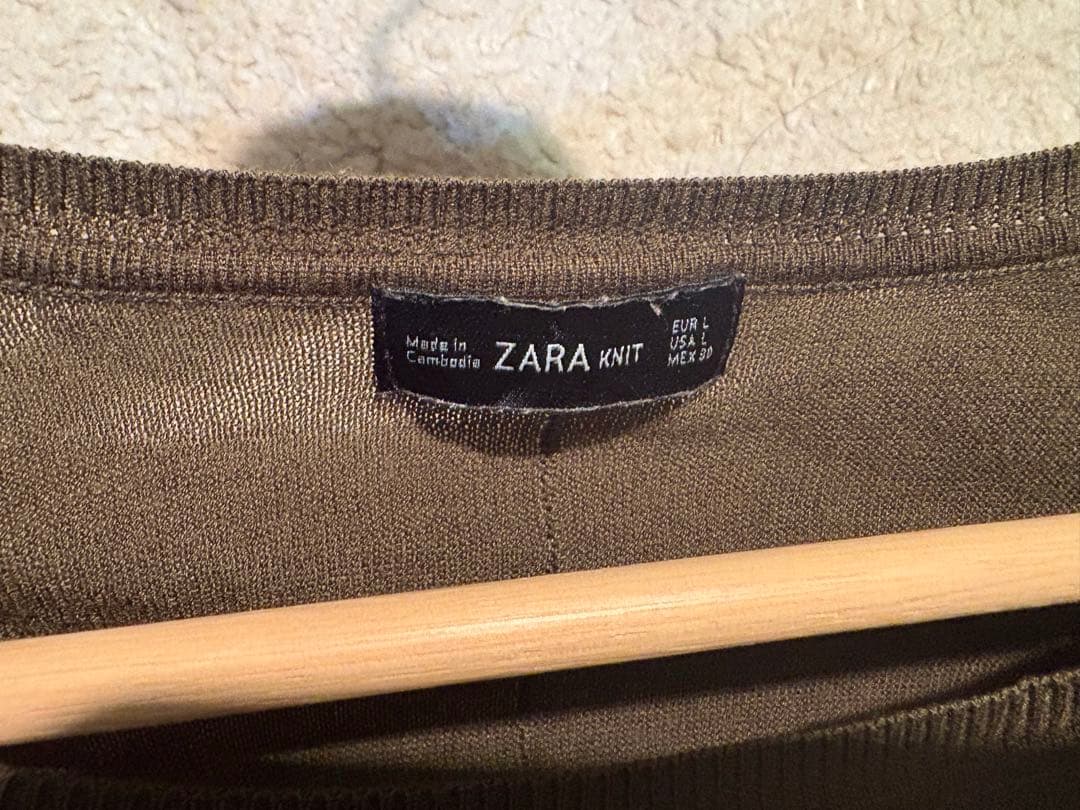 Made in
Cambodia
ZARA KNIT
EUR L
USA L
MEX 30